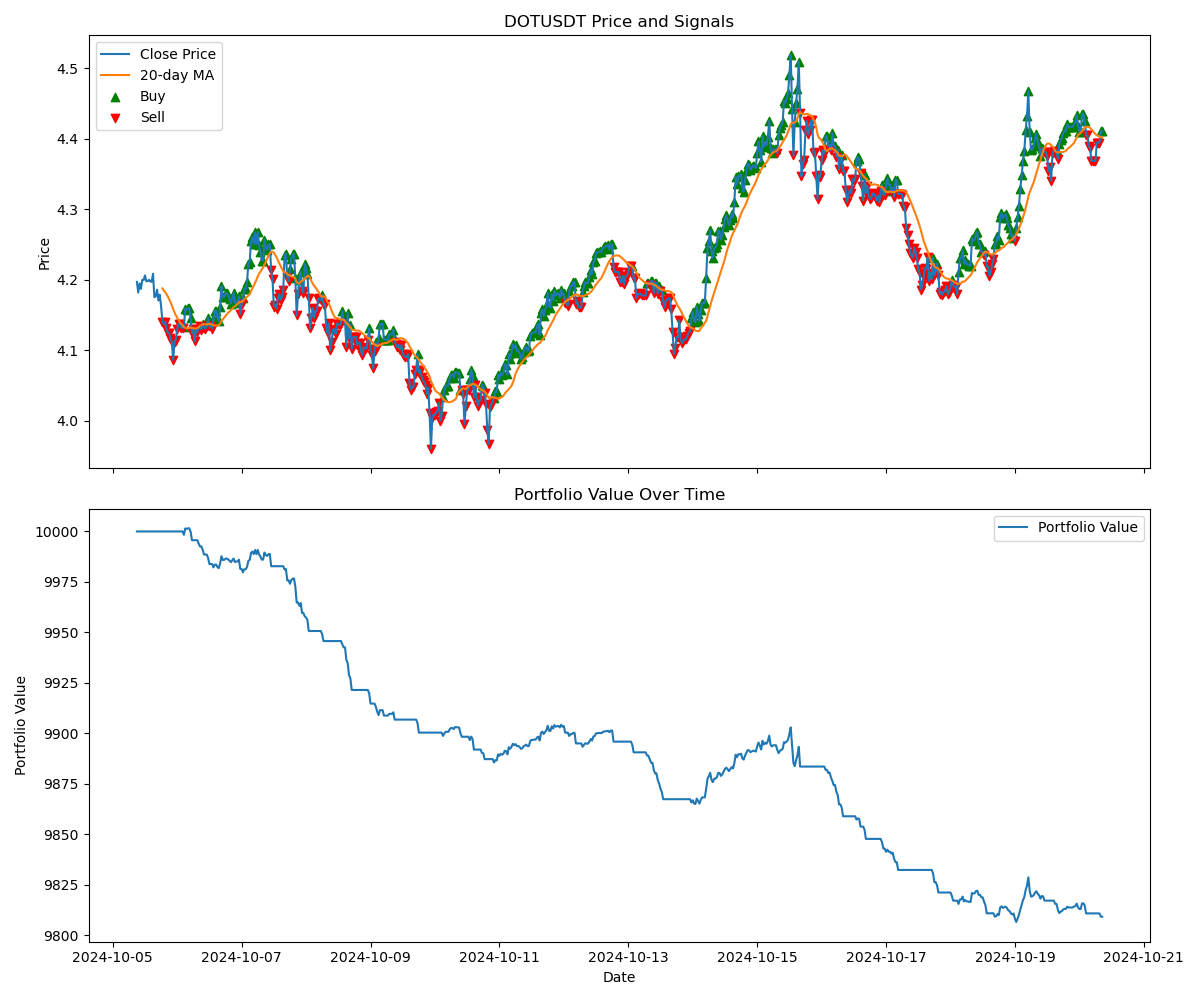 DOTUSDT Price and Signals
Close Price
20-day MA
Buy
Sell
Price
4.5
4.4
4.3
4.2
4.1
4.0
Portfolio Value Over Time
Portfolio Value
Portfolio Value
10000
9975
9950
9925
9900
9875
9850
9825
9800
2024-10-05
2024-10-07
2024-10-09
2024-10-11
2024-10-13
2024-10-15
2024-10-17
2024-10-19
2024-10-21
Date